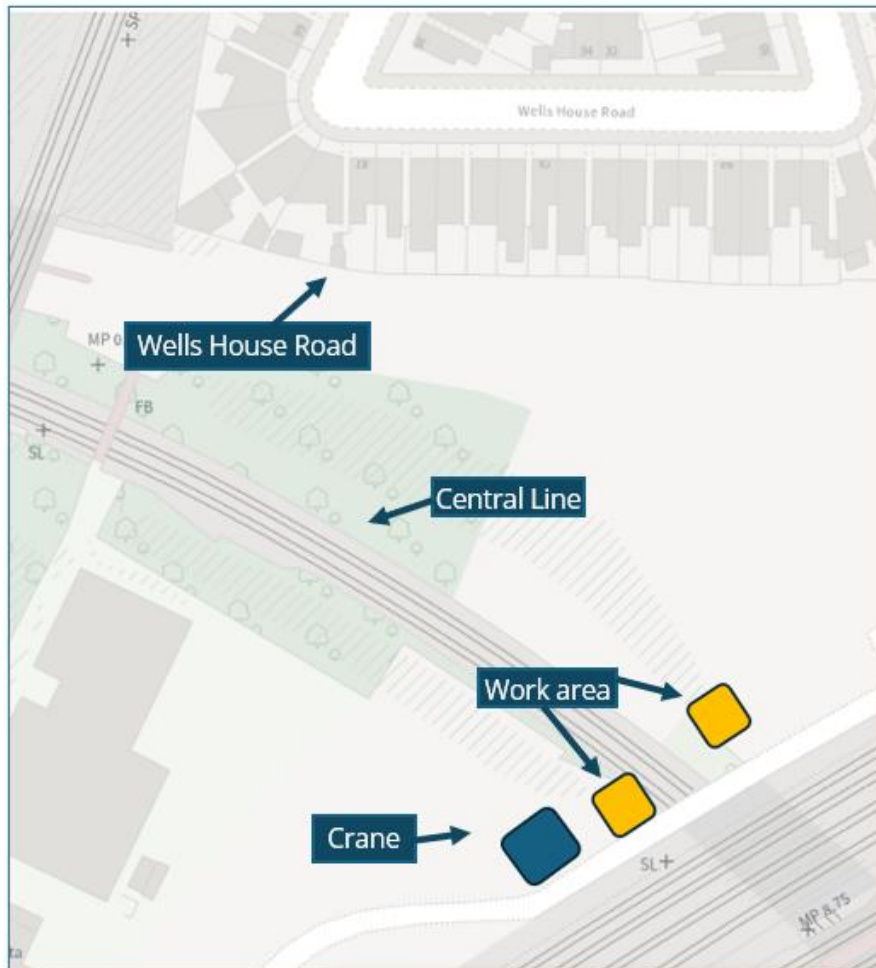 Wells House Road
Wells House Road
MP 0
FB
SL
Central Line
Work area
Crane
SL
MP 8.75
ta